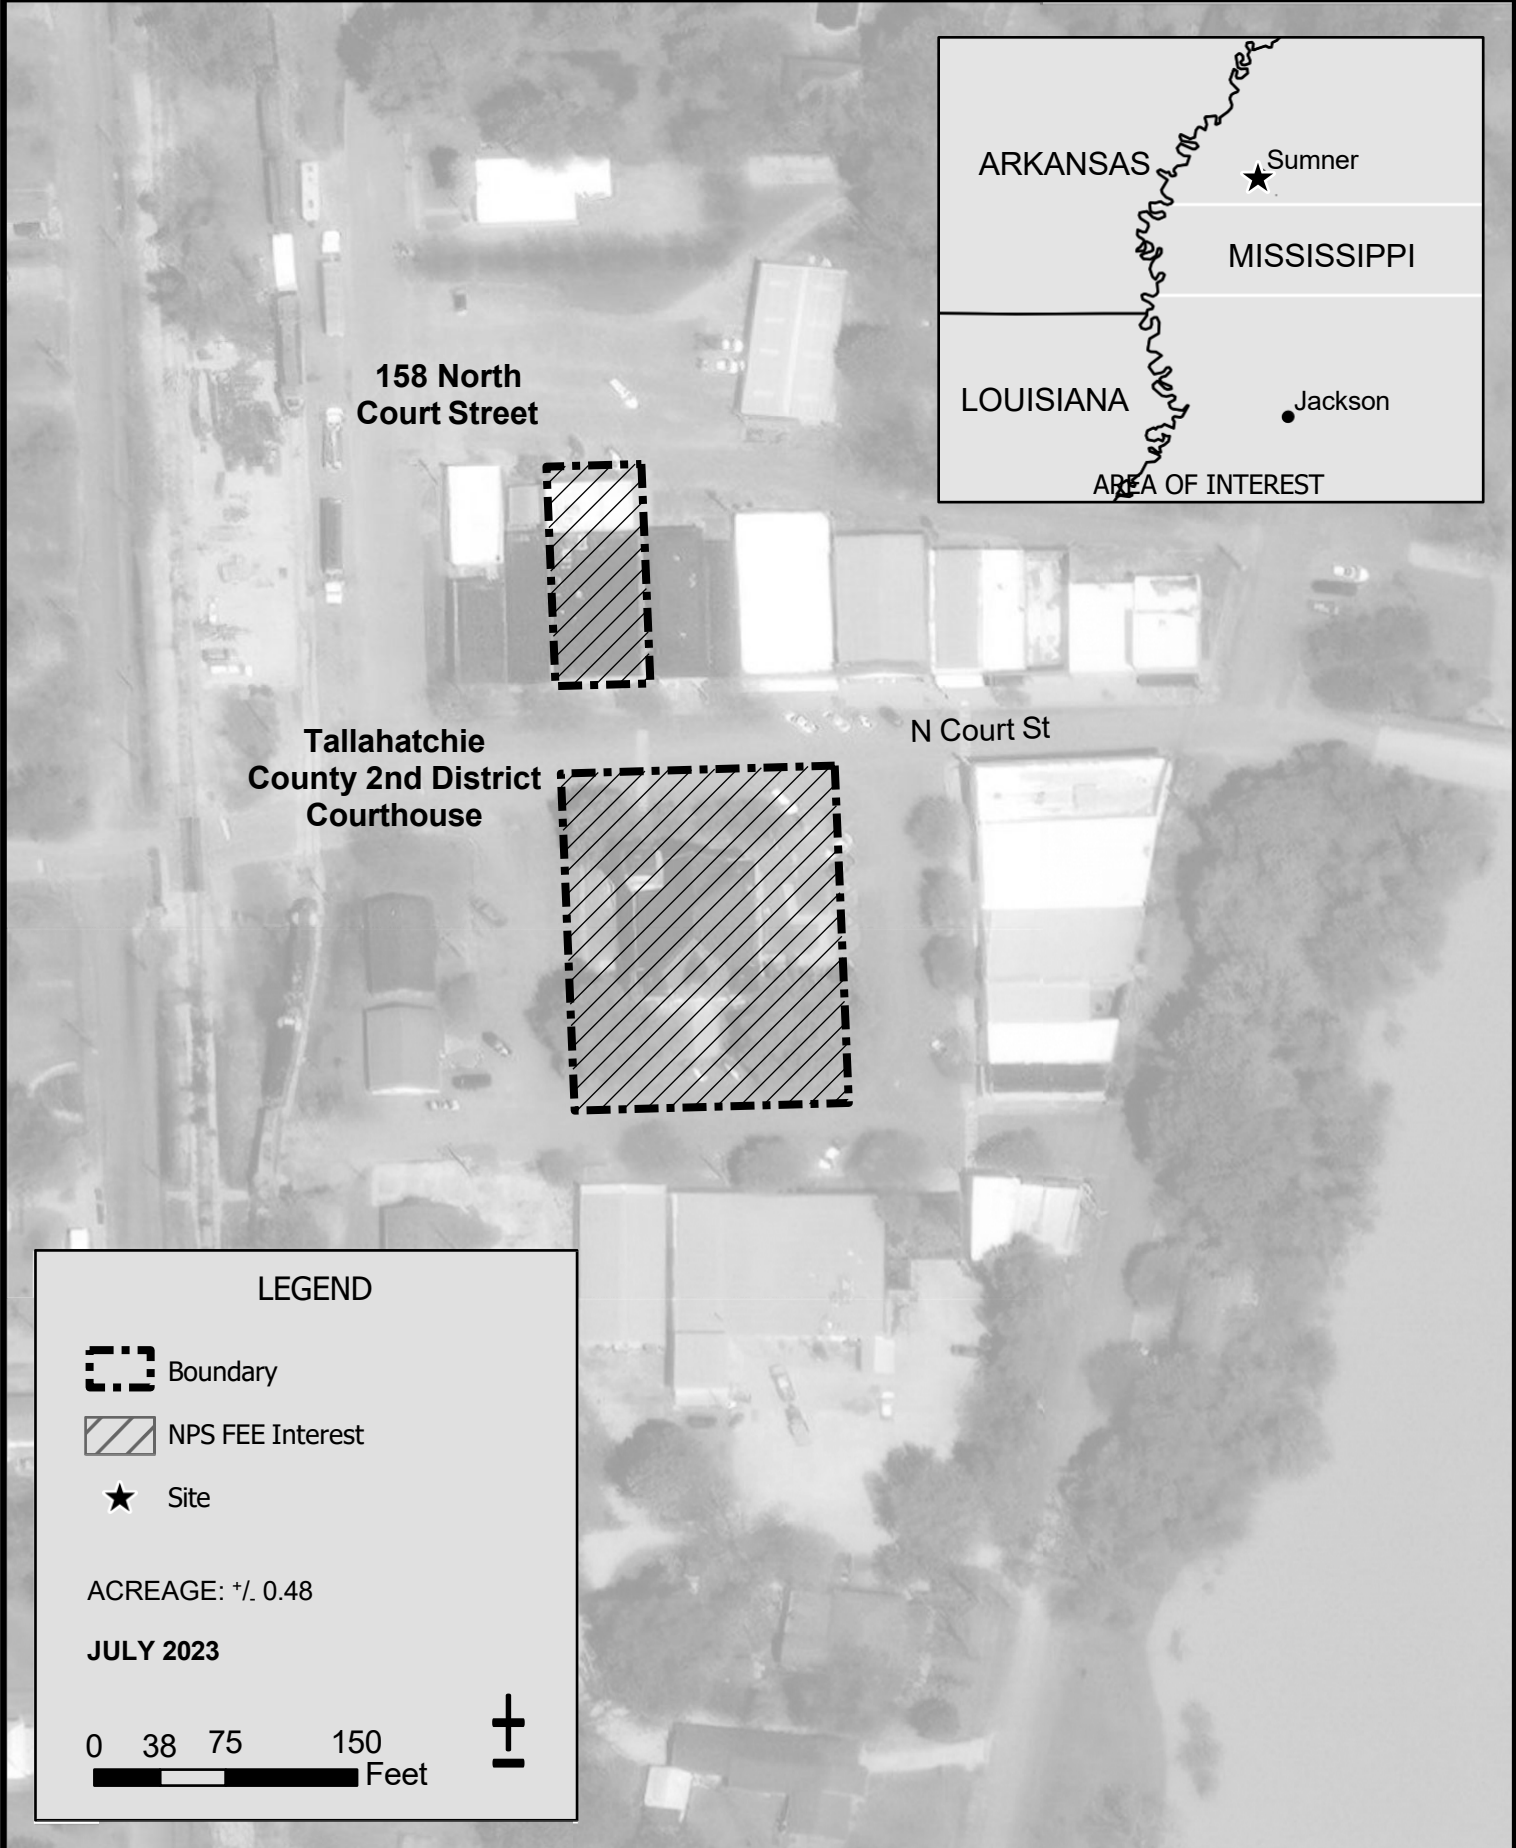 ARKANSAS
Sumner
MISSISSIPPI
LOUISIANA
Jackson
AREA OF INTEREST
158 North
Court Street
N Court St
Tallahatchie
County 2nd District
Courthouse
LEGEND
Boundary
NPS FEE Interest
Site
ACREAGE: +/- 0.48
JULY 2023
0 38 75 150
Feet